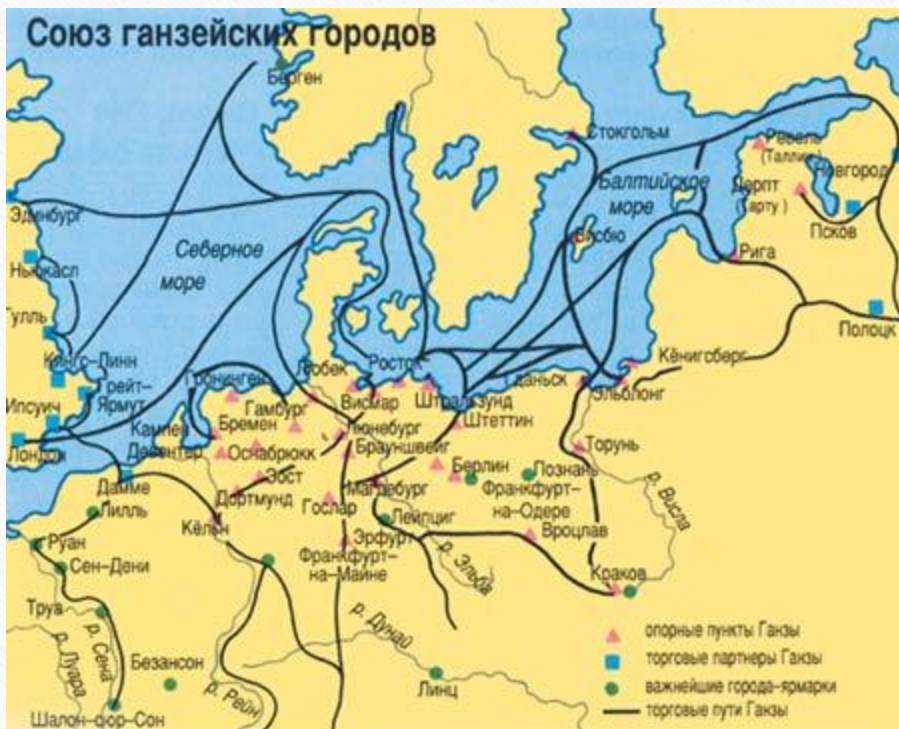 Союз ганзейских городов
Берген
Стокгольм
Ревель
(Таллин)
Новгород
Балтийское
море
Дерпт
(Тарту)
Эдинбург
Псков
Северное
море
Висбю
Рига
Ньюкасл
Полоцк
Гулль
Кёнигсберг
Кингс-Линн
Любек
Росток
Гданьск
Эльблонг
Грейт-
Ярмут
Гронинген
Гамбург
Висмар
Штральзунд
Ипсуич
Кампен
Бремен
Люнебург
Штеттин
Девентер
Оснабрюкк
Брауншвейг
Торунь
Лондон
Берлин
Познань
Дамме
Зост
Магдебург
Франкфурт-
на-Одере
р. Висла
Дортмунд
Лилль
Гослар
Кёльн
Лейпциг
Вроцлав
Руан
Эрфурт
р. Эльба
Франкфурт-
на-Майне
Сен-Дени
Краков
Труа
р. Сена
р. Дунай
р. Луара
Безансон
р. Рейн
Линц
Шалон-фор-Сон
опорные пункты Ганзы
торговые партнеры Ганзы
важнейшие города-ярмарки
торговые пути Ганзы